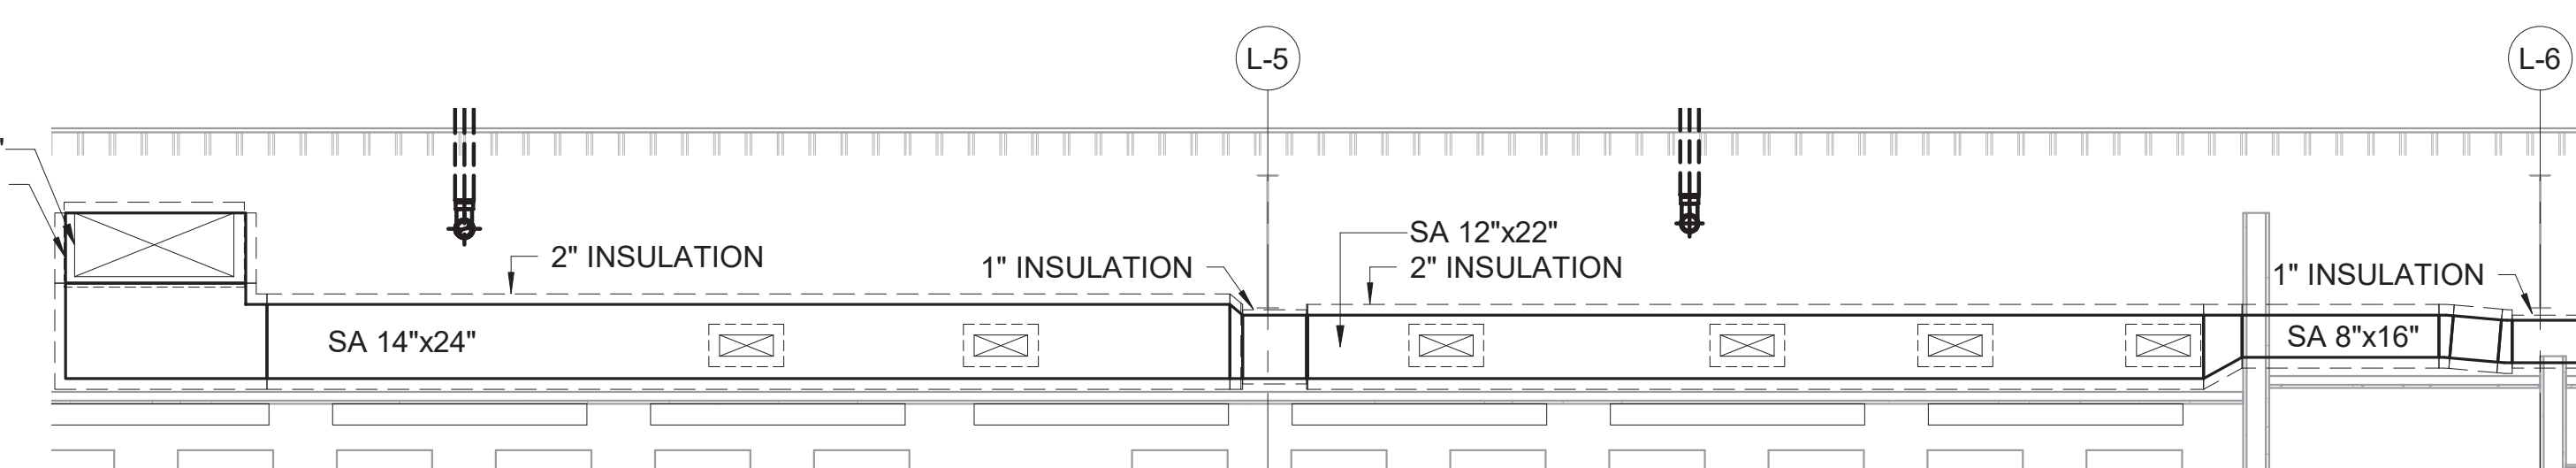 L-5
L-6
SA 12"x22"
2" INSULATION
1" INSULATION
2" INSULATION
1" INSULATION
SA 14"x24"
SA 8"x16"